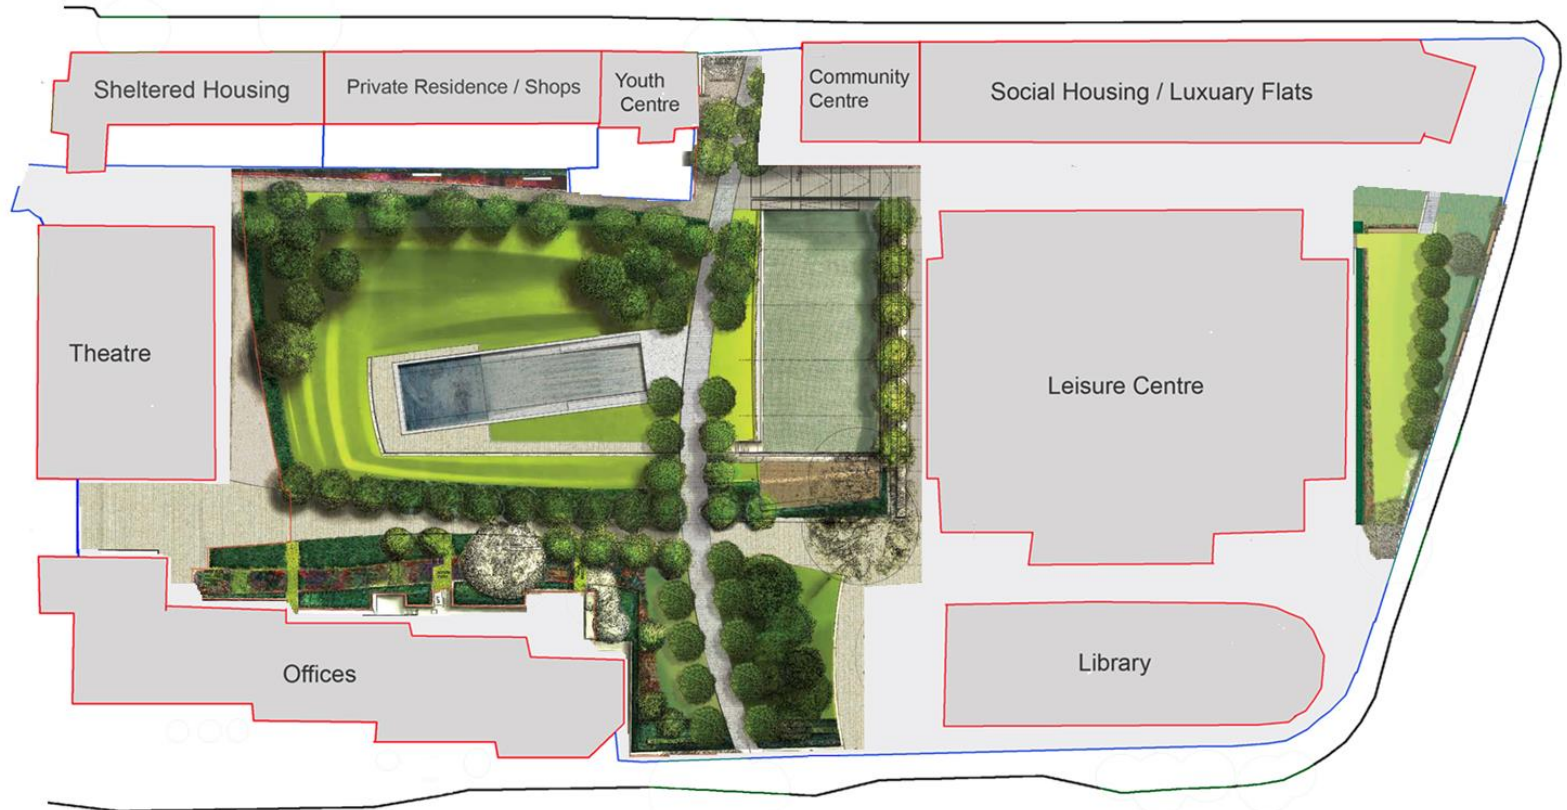 Sheltered Housing
Private Residence / Shops
Youth
Centre
Community
Centre
Social Housing / Luxuary Flats
Theatre
Leisure Centre
Offices
Library